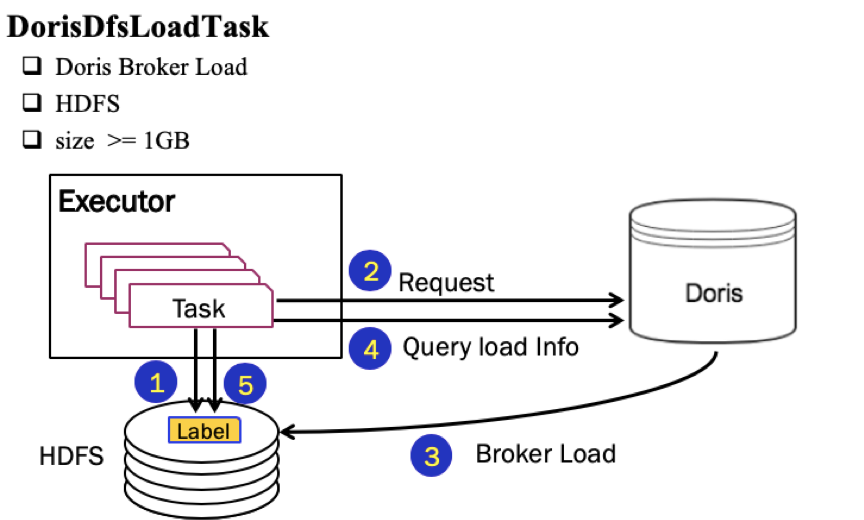 DorisDfsLoadTask
Doris Broker Load
HDFS
size >= 1GB
Executor
Task
2 Request
Doris
4 Query load Info
1
5
Label
HDFS
3 Broker Load